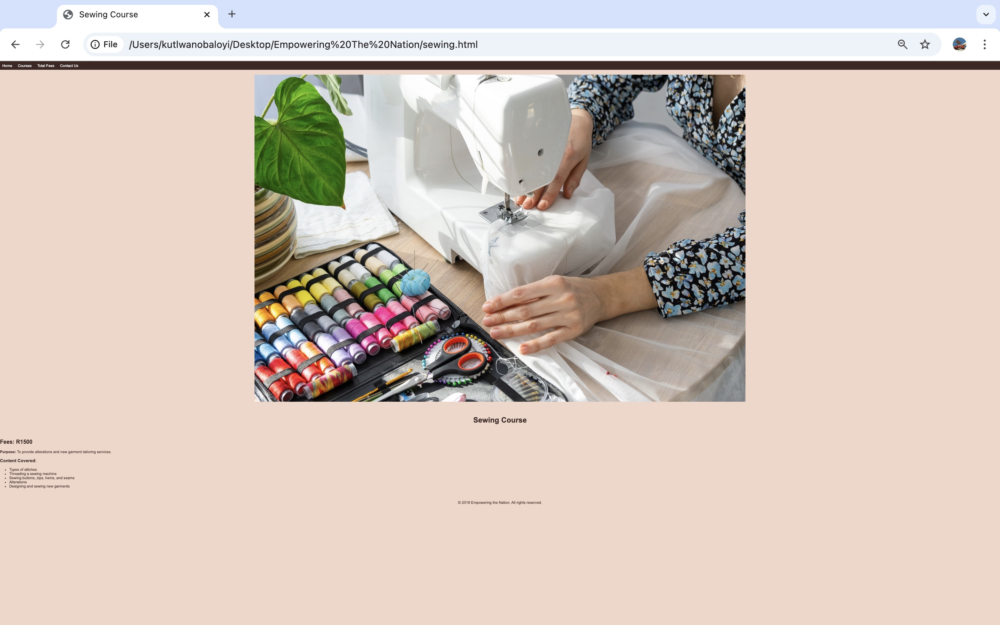 Sewing Course
File /Users/kutlwanobaloyi/Desktop/Empowering%20The%20Nation/sewing.html
Home Courses Total Fees Contact Us
Sewing Course
Fees: R1500
Purpose: To provide alterations and new garment tailoring services.
Content Covered:
• Types of stitches
• Threading a sewing machine
• Sewing buttons, zips, hems, and seams
• Alterations
• Designing and sewing new garments
© 2018 Empowering the Nation. All rights reserved.